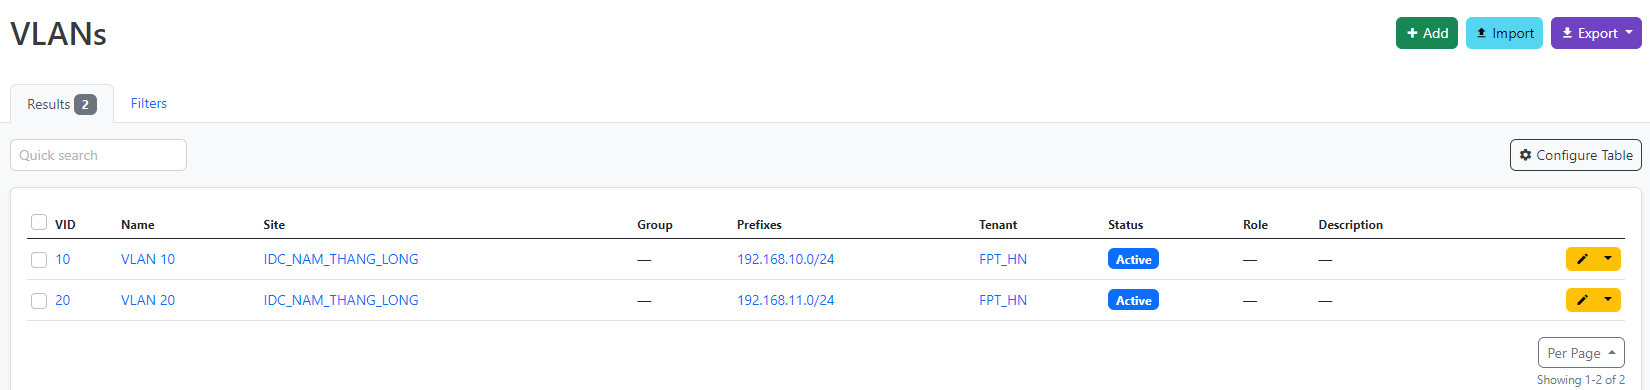 VLANs
Add Import Export
Results 2 Filters
Quick search
Configure Table
VID Name Site Group Prefixes Tenant Status Role Description
10 VLAN 10 IDC_NAM_THANG_LONG — 192.168.10.0/24 FPT_HN Active — —
20 VLAN 20 IDC_NAM_THANG_LONG — 192.168.11.0/24 FPT_HN Active — —
Per Page
Showing 1-2 of 2